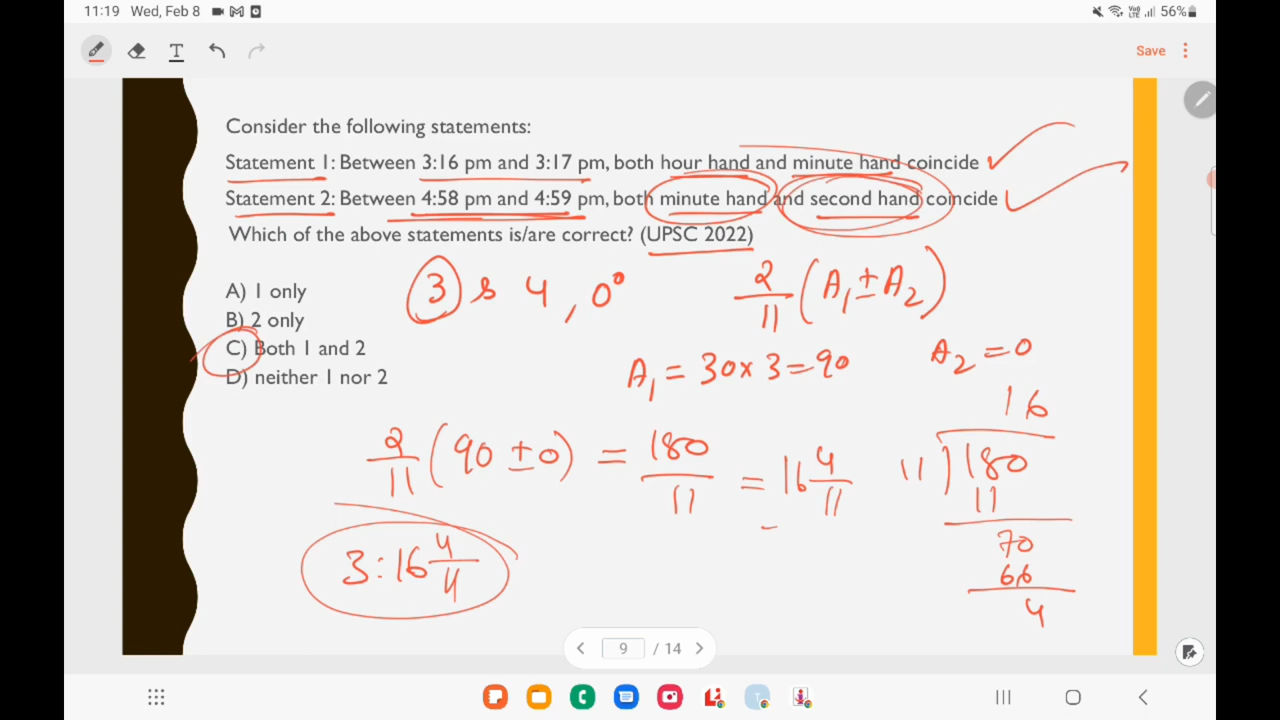 11:19 Wed, Feb 8
Vo) LTE 56%
T Save
Consider the following statements:
Statement 1: Between 3:16 pm and 3:17 pm, both hour hand and minute hand coincide
Statement 2: Between 4:58 pm and 4:59 pm, both minute hand and second hand coincide
Which of the above statements is/are correct? (UPSC 2022)
A) 1 only
B) 2 only
C) Both 1 and 2
D) neither 1 nor 2
3 & 4, 0°
2/11 (A₁ ± A₂)
A₁ = 30 x 3 = 90
A₂ = 0
2/11 (90 ± 0) = 180/11 = 16 4/11
16
11) 180
11
70
66
4
3:16 4/11
9 / 14